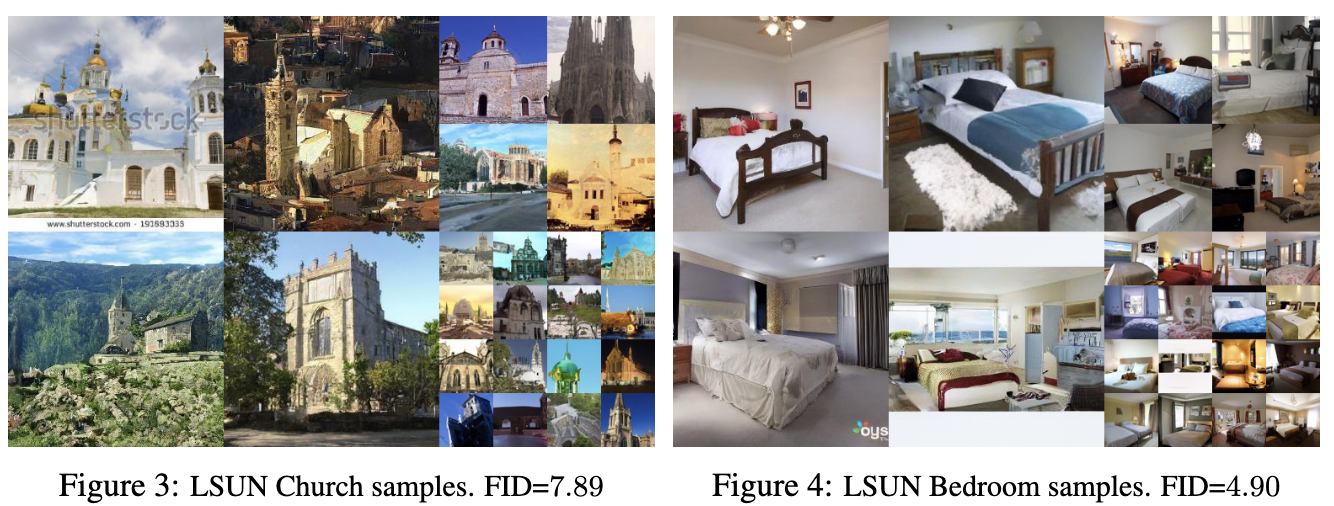 shutterstock
www.shutterstock.com - 191693335
oys
Figure 3: LSUN Church samples. FID=7.89
Figure 4: LSUN Bedroom samples. FID=4.90